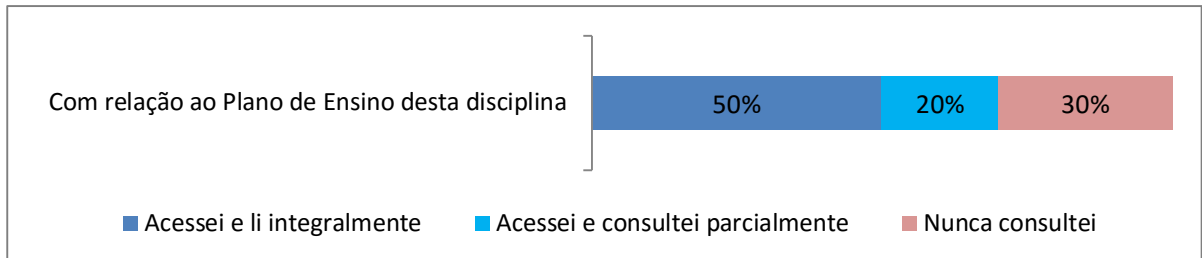 Com relação ao Plano de Ensino desta disciplina
50% 20% 30%
Acessei e li integralmente Acessei e consultei parcialmente Nunca consultei